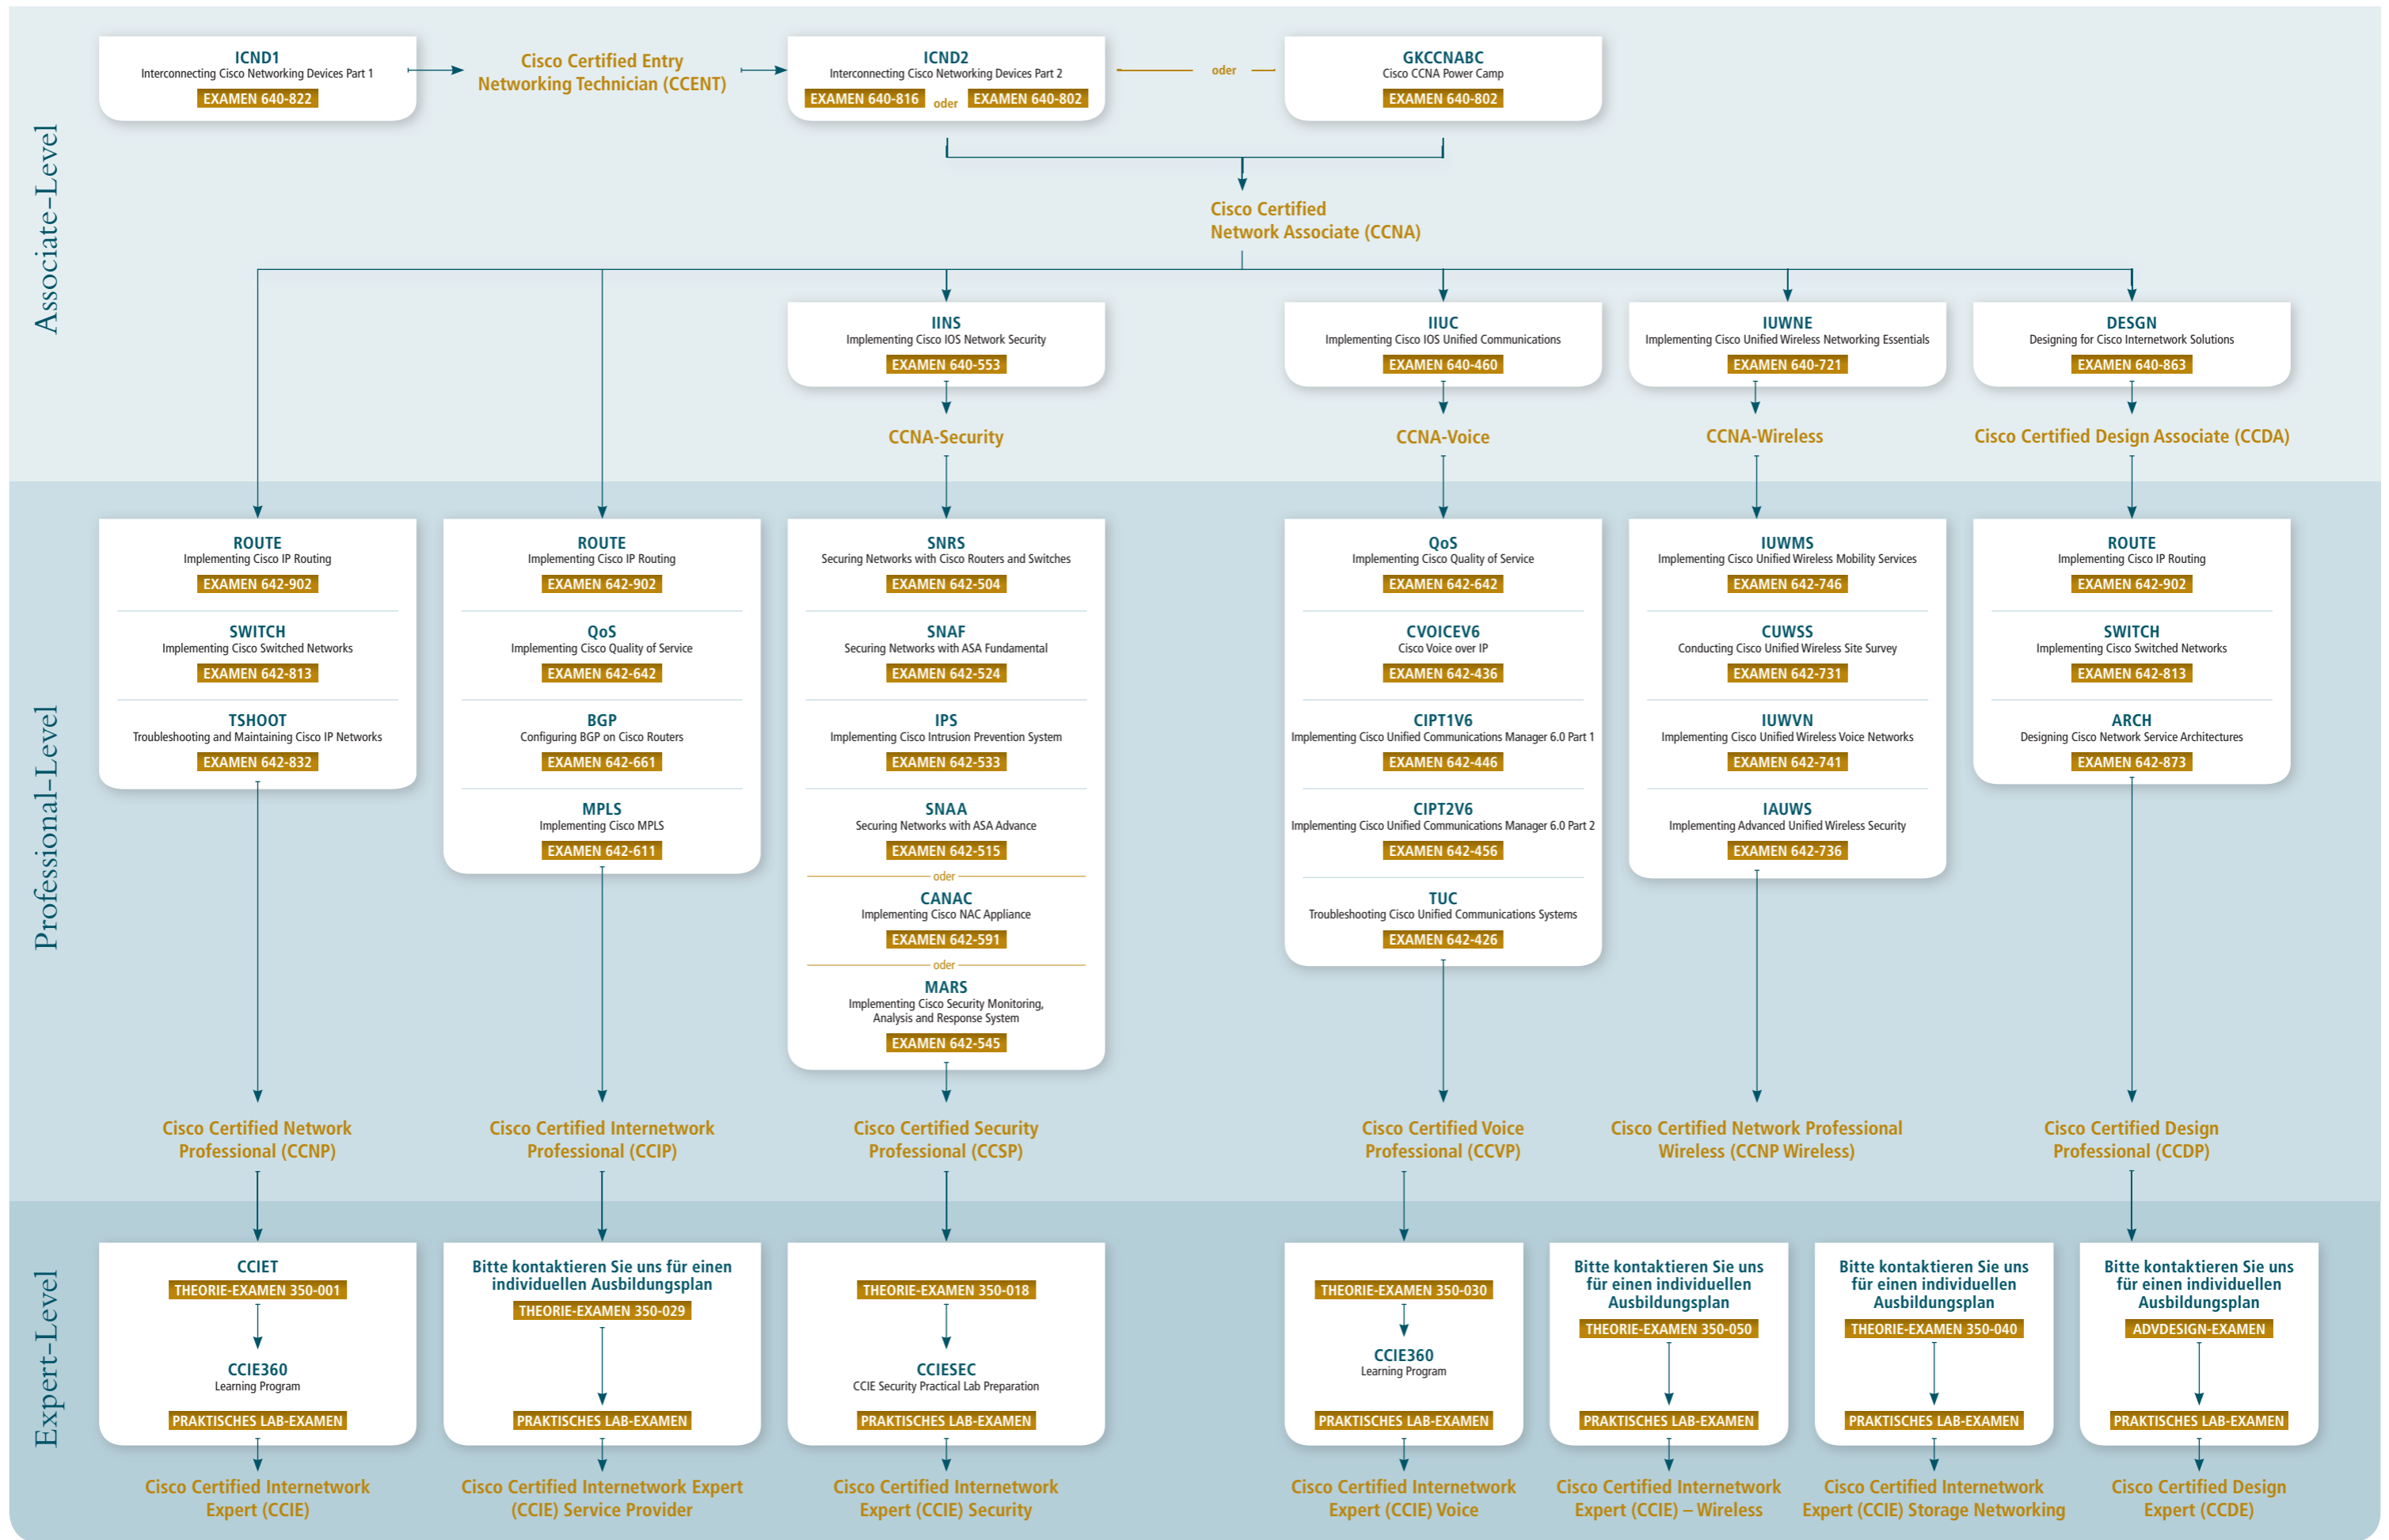 Associate-Level
ICND1
Interconnecting Cisco Networking Devices Part 1
EXAMEN 640-822
Cisco Certified Entry
Networking Technician (CCENT)
ICND2
Interconnecting Cisco Networking Devices Part 2
EXAMEN 640-816 oder EXAMEN 640-802
oder
GKCCNABC
Cisco CCNA Power Camp
EXAMEN 640-802
Cisco Certified
Network Associate (CCNA)
IINS
Implementing Cisco IOS Network Security
EXAMEN 640-553
CCNA-Security
IIUC
Implementing Cisco IOS Unified Communications
EXAMEN 640-460
CCNA-Voice
IUWNE
Implementing Cisco Unified Wireless Networking Essentials
EXAMEN 640-721
CCNA-Wireless
DESGN
Designing for Cisco Internetwork Solutions
EXAMEN 640-863
Cisco Certified Design Associate (CCDA)
Professional-Level
ROUTE
Implementing Cisco IP Routing
EXAMEN 642-902
SWITCH
Implementing Cisco Switched Networks
EXAMEN 642-813
TSHOOT
Troubleshooting and Maintaining Cisco IP Networks
EXAMEN 642-832
Cisco Certified Network
Professional (CCNP)
ROUTE
Implementing Cisco IP Routing
EXAMEN 642-902
QoS
Implementing Cisco Quality of Service
EXAMEN 642-642
BGP
Configuring BGP on Cisco Routers
EXAMEN 642-661
MPLS
Implementing Cisco MPLS
EXAMEN 642-611
Cisco Certified Internetwork
Professional (CCIP)
SNRS
Securing Networks with Cisco Routers and Switches
EXAMEN 642-504
SNAF
Securing Networks with ASA Fundamental
EXAMEN 642-524
IPS
Implementing Cisco Intrusion Prevention System
EXAMEN 642-533
SNAA
Securing Networks with ASA Advance
EXAMEN 642-515
oder
CANAC
Implementing Cisco NAC Appliance
EXAMEN 642-591
oder
MARS
Implementing Cisco Security Monitoring,
Analysis and Response System
EXAMEN 642-545
Cisco Certified Security
Professional (CCSP)
QoS
Implementing Cisco Quality of Service
EXAMEN 642-642
CVOICEV6
Cisco Voice over IP
EXAMEN 642-436
CIPT1V6
Implementing Cisco Unified Communications Manager 6.0 Part 1
EXAMEN 642-446
CIPT2V6
Implementing Cisco Unified Communications Manager 6.0 Part 2
EXAMEN 642-456
TUC
Troubleshooting Cisco Unified Communications Systems
EXAMEN 642-426
Cisco Certified Voice
Professional (CCVP)
IUWMS
Implementing Cisco Unified Wireless Mobility Services
EXAMEN 642-746
CUWSS
Conducting Cisco Unified Wireless Site Survey
EXAMEN 642-731
IUWVN
Implementing Cisco Unified Wireless Voice Networks
EXAMEN 642-741
IAUWS
Implementing Advanced Unified Wireless Security
EXAMEN 642-736
Cisco Certified Network Professional
Wireless (CCNP Wireless)
ROUTE
Implementing Cisco IP Routing
EXAMEN 642-902
SWITCH
Implementing Cisco Switched Networks
EXAMEN 642-813
ARCH
Designing Cisco Network Service Architectures
EXAMEN 642-873
Cisco Certified Design
Professional (CCDP)
Expert-Level
CCIET
THEORIE-EXAMEN 350-001
CCIE360
Learning Program
PRAKTISCHES LAB-EXAMEN
Cisco Certified Internetwork
Expert (CCIE)
Bitte kontaktieren Sie uns für einen
individuellen Ausbildungsplan
THEORIE-EXAMEN 350-029
PRAKTISCHES LAB-EXAMEN
Cisco Certified Internetwork Expert
(CCIE) Service Provider
THEORIE-EXAMEN 350-018
CCIESEC
CCIE Security Practical Lab Preparation
PRAKTISCHES LAB-EXAMEN
Cisco Certified Internetwork
Expert (CCIE) Security
THEORIE-EXAMEN 350-030
CCIE360
Learning Program
PRAKTISCHES LAB-EXAMEN
Cisco Certified Internetwork
Expert (CCIE) Voice
Bitte kontaktieren Sie uns
für einen individuellen
Ausbildungsplan
THEORIE-EXAMEN 350-050
PRAKTISCHES LAB-EXAMEN
Cisco Certified Internetwork
Expert (CCIE) – Wireless
Bitte kontaktieren Sie uns
für einen individuellen
Ausbildungsplan
THEORIE-EXAMEN 350-040
PRAKTISCHES LAB-EXAMEN
Cisco Certified Internetwork
Expert (CCIE) Storage Networking
Bitte kontaktieren Sie uns
für einen individuellen
Ausbildungsplan
ADVDESIGN-EXAMEN
PRAKTISCHES LAB-EXAMEN
Cisco Certified Design
Expert (CCDE)